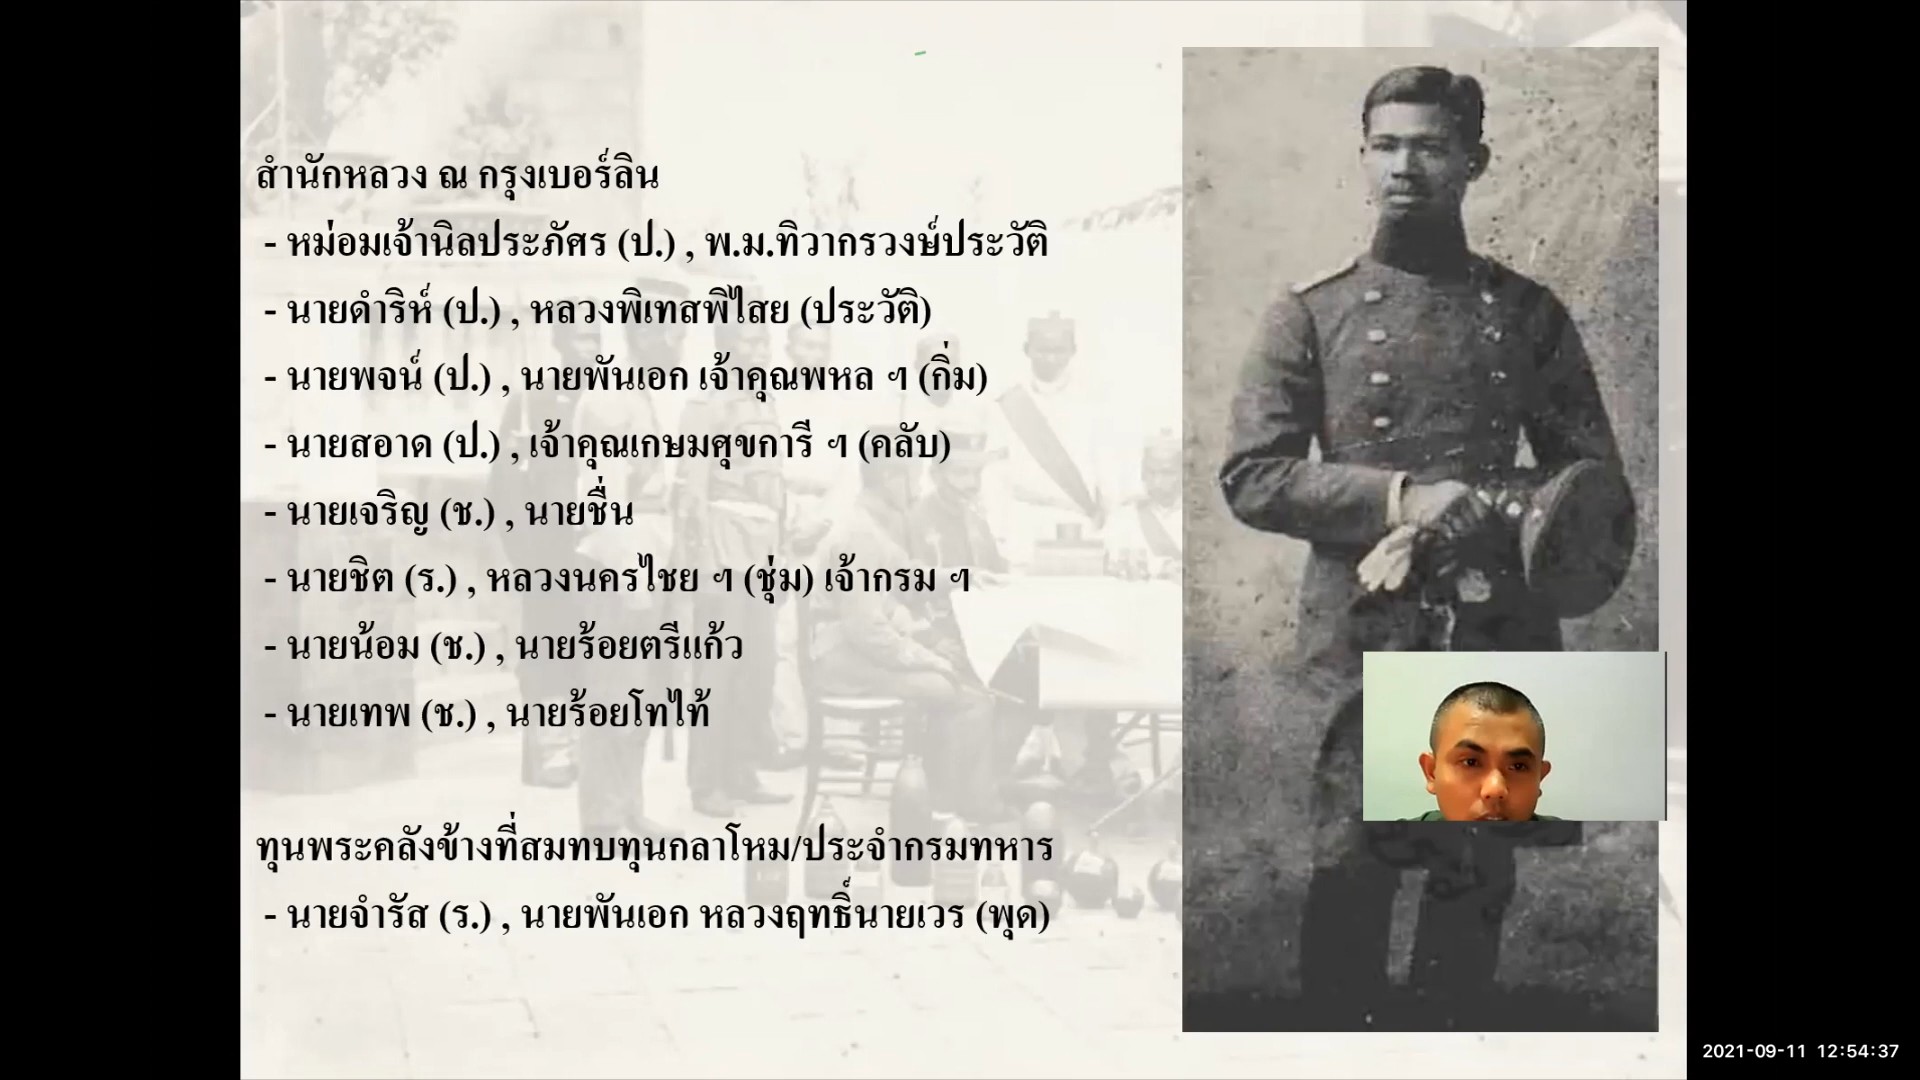 สำนักหลวง ณ กรุงเบอร์ลิน
- หม่อมเจ้านิลประภัศร (ป.) , พ.ม.ทิวากรวงษ์ประวัติ
- นายดำริห์ (ป.) , หลวงพิเทสพิไสย (ประวัติ)
- นายพจน์ (ป.) , นายพันเอก เจ้าคุณพหล ฯ (กิ่ม)
- นายสอาด (ป.) , เจ้าคุณเกษมศุขการี ฯ (คลับ)
- นายเจริญ (ช.) , นายชื่น
- นายชิต (ร.) , หลวงนครไชย ฯ (ชุ่ม) เจ้ากรม ฯ
- นายน้อม (ช.) , นายร้อยตรีแก้ว
- นายเทพ (ช.) , นายร้อยโทไท้
ทุนพระคลังข้างที่สมทบทุนกลาโหม/ประจำกรมทหาร
- นายจำรัส (ร.) , นายพันเอก หลวงฤทธิ์นายเวร (พุด)
2021-09-11 12:54:37